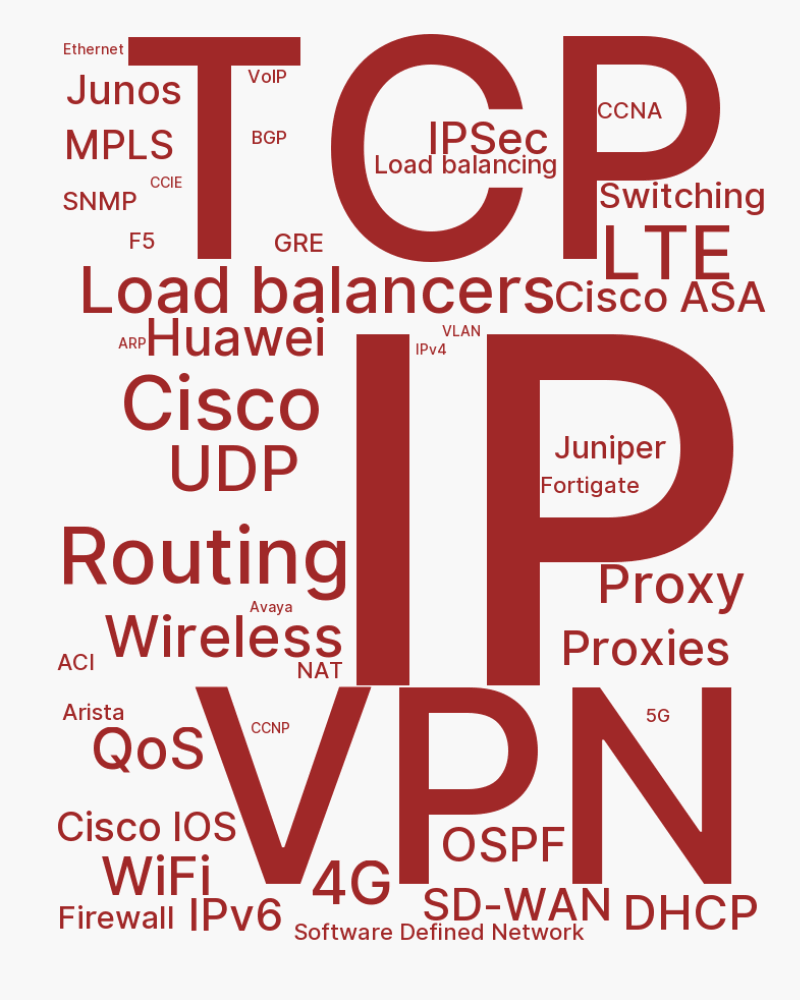 Ethernet
TCP
Junos
VoIP
CCNA
IPSec
MPLS
BGP
Load balancing
CCIE
SNMP
Switching
F5
GRE
LTE
Load balancers
Cisco ASA
VLAN
ARP
Huawei
IPv4
IP
Cisco
Juniper
UDP
Fortigate
Routing
Proxy
Avaya
Wireless
Proxies
ACI
NAT
Arista
5G
CCNP
VPN
QoS
Cisco IOS
OSPF
WiFi
4G
SD-WAN
DHCP
Firewall
IPv6
Software Defined Network